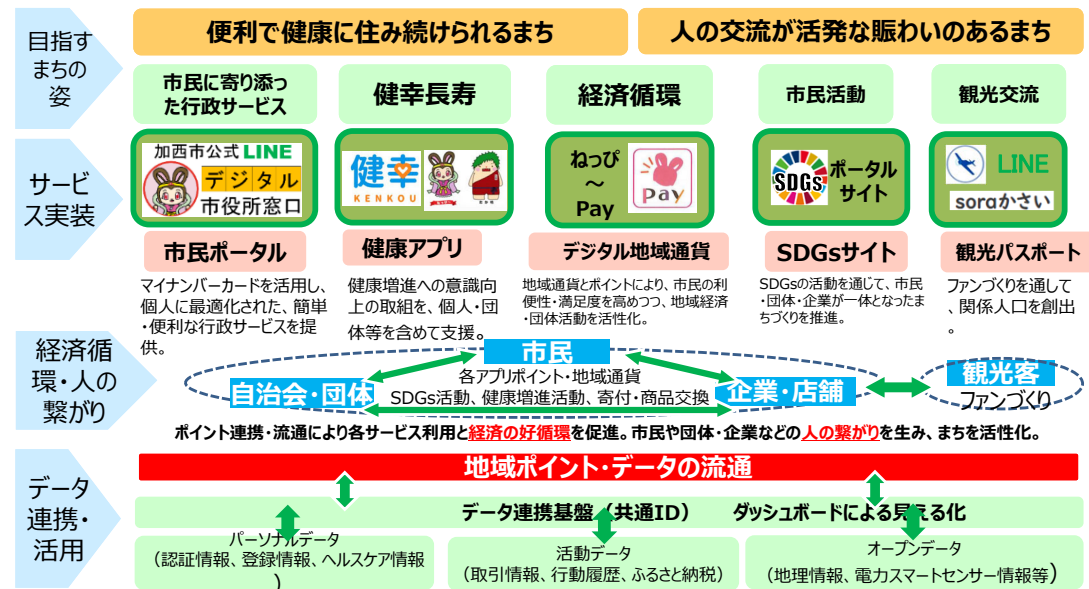 目指す
まちの
姿
便利で健康に住み続けられるまち
人の交流が活発な賑わいのあるまち
市民に寄り添っ
た行政サービス
健幸長寿
経済循環
市民活動
観光交流
サービ
ス実装
加西市公式 LINE
デジタル
市役所窓口
健幸
KENKOU
ねっぴ
~
Pay
Pay
SDGs
ポータル
サイト
LINE
soraかさい
市民ポータル
健康アプリ
デジタル地域通貨
SDGsサイト
観光パスポート
マイナンバーカードを活用し、
個人に最適化された、簡単
・便利な行政サービスを提
供。
健康増進への意識向
上の取組を、個人・団
体等を含めて支援。
地域通貨とポイントにより、市民の利
便性・満足度を高めつつ、地域経済
・団体活動を活性化。
SDGsの活動を通じて、市民
・団体・企業が一体となったま
ちづくりを推進。
ファンづくりを通して
、関係人口を創出
。
経済循
環・人の
繋がり
市民
各アプリポイント・地域通貨
自治会・団体
SDGs活動、健康増進活動、寄付・商品交換
企業・店舗
観光客
ファンづくり
ポイント連携・流通により各サービス利用と経済の好循環を促進。市民や団体・企業などの人の繋がりを生み、まちを活性化。
データ
連携・
活用
地域ポイント・データの流通
データ連携基盤（共通ID） ダッシュボードによる見える化
パーソナルデータ
（認証情報、登録情報、ヘルスケア情報
）
活動データ
（取引情報、行動履歴、ふるさと納税）
オープンデータ
（地理情報、電力スマートセンサー情報等）